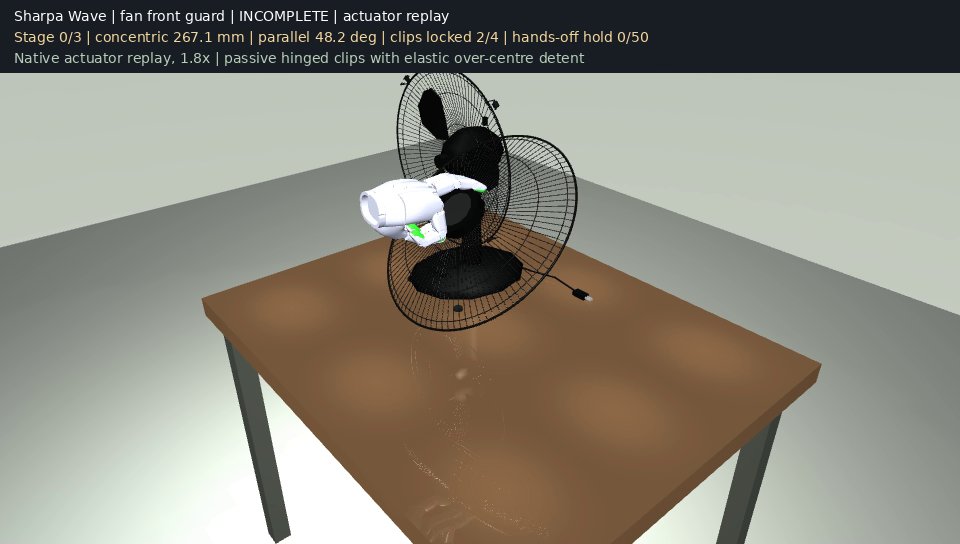 Sharpa Wave | fan front guard | INCOMPLETE | actuator replay
Stage 0/3 | concentric 267.1 mm | parallel 48.2 deg | clips locked 2/4 | hands-off hold 0/50
Native actuator replay, 1.8x | passive hinged clips with elastic over-centre detent